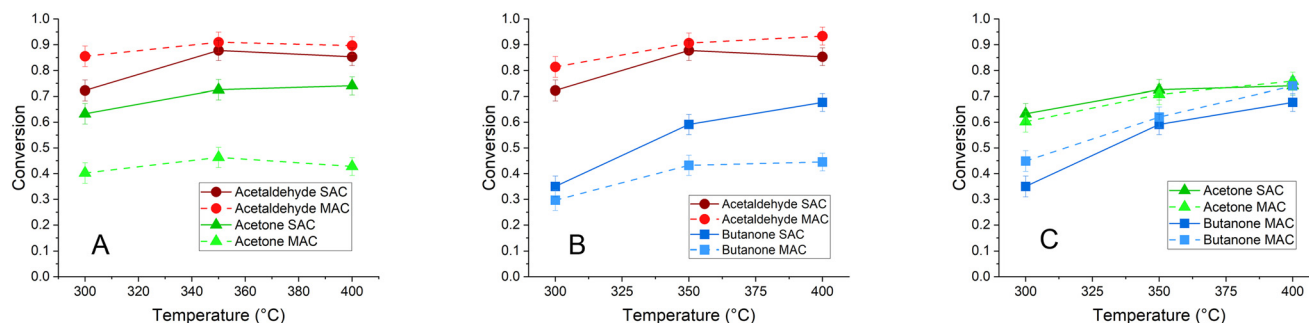 1.0
0.9
0.8
0.7
0.6
0.5
0.4
0.3
0.2
0.1
0.0
Conversion
A
Acetaldehyde SAC
Acetaldehyde MAC
Acetone SAC
Acetone MAC
300 325 350 375 400
Temperature (°C)
1.0
0.9
0.8
0.7
0.6
0.5
0.4
0.3
0.2
0.1
0.0
Conversion
B
Acetaldehyde SAC
Acetaldehyde MAC
Butanone SAC
Butanone MAC
300 325 350 375 400
Temperature (°C)
1.0
0.9
0.8
0.7
0.6
0.5
0.4
0.3
0.2
0.1
0.0
Conversion
C
Acetone SAC
Acetone MAC
Butanone MAC
Butanone MAC
300 325 350 375 400
Temperature (°C)